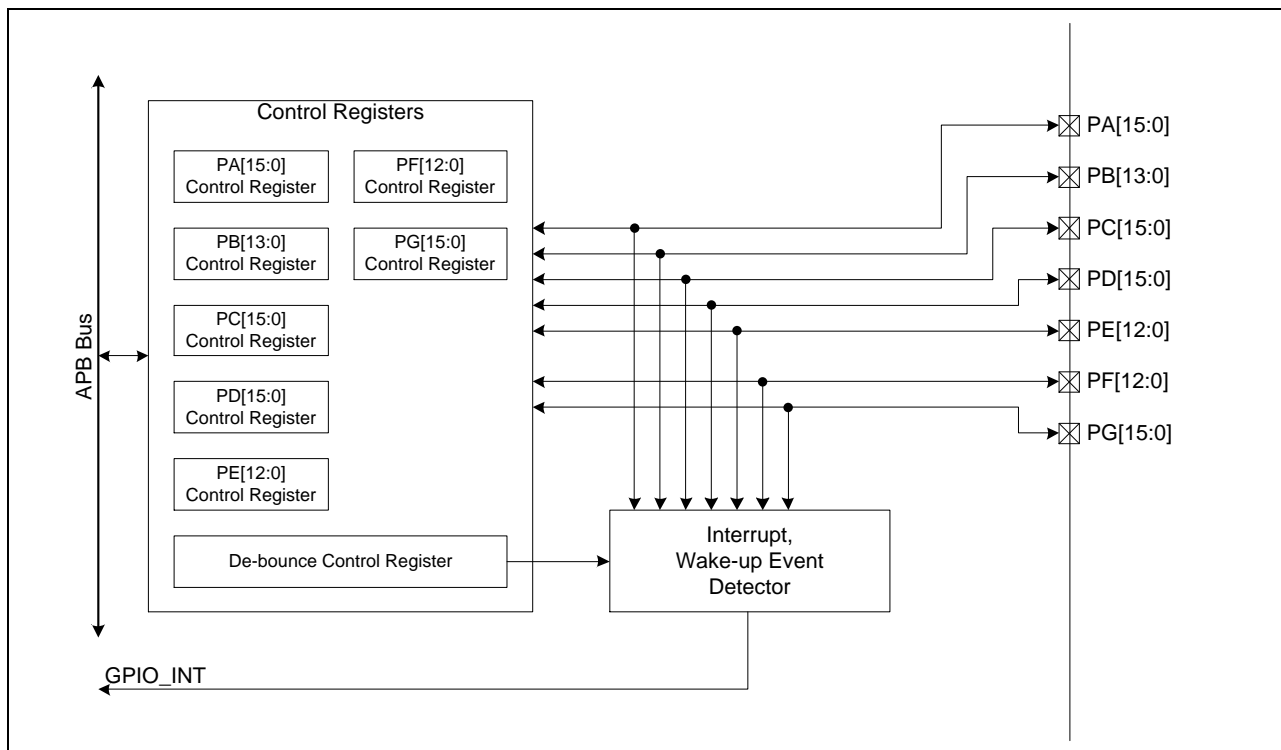 Control Registers
PA[15:0]
Control Register
PF[12:0]
Control Register
PB[13:0]
Control Register
PG[15:0]
Control Register
PC[15:0]
Control Register
PD[15:0]
Control Register
PE[12:0]
Control Register
De-bounce Control Register
APB Bus
Interrupt,
Wake-up Event
Detector
GPIO_INT
PA[15:0]
PB[13:0]
PC[15:0]
PD[15:0]
PE[12:0]
PF[12:0]
PG[15:0]